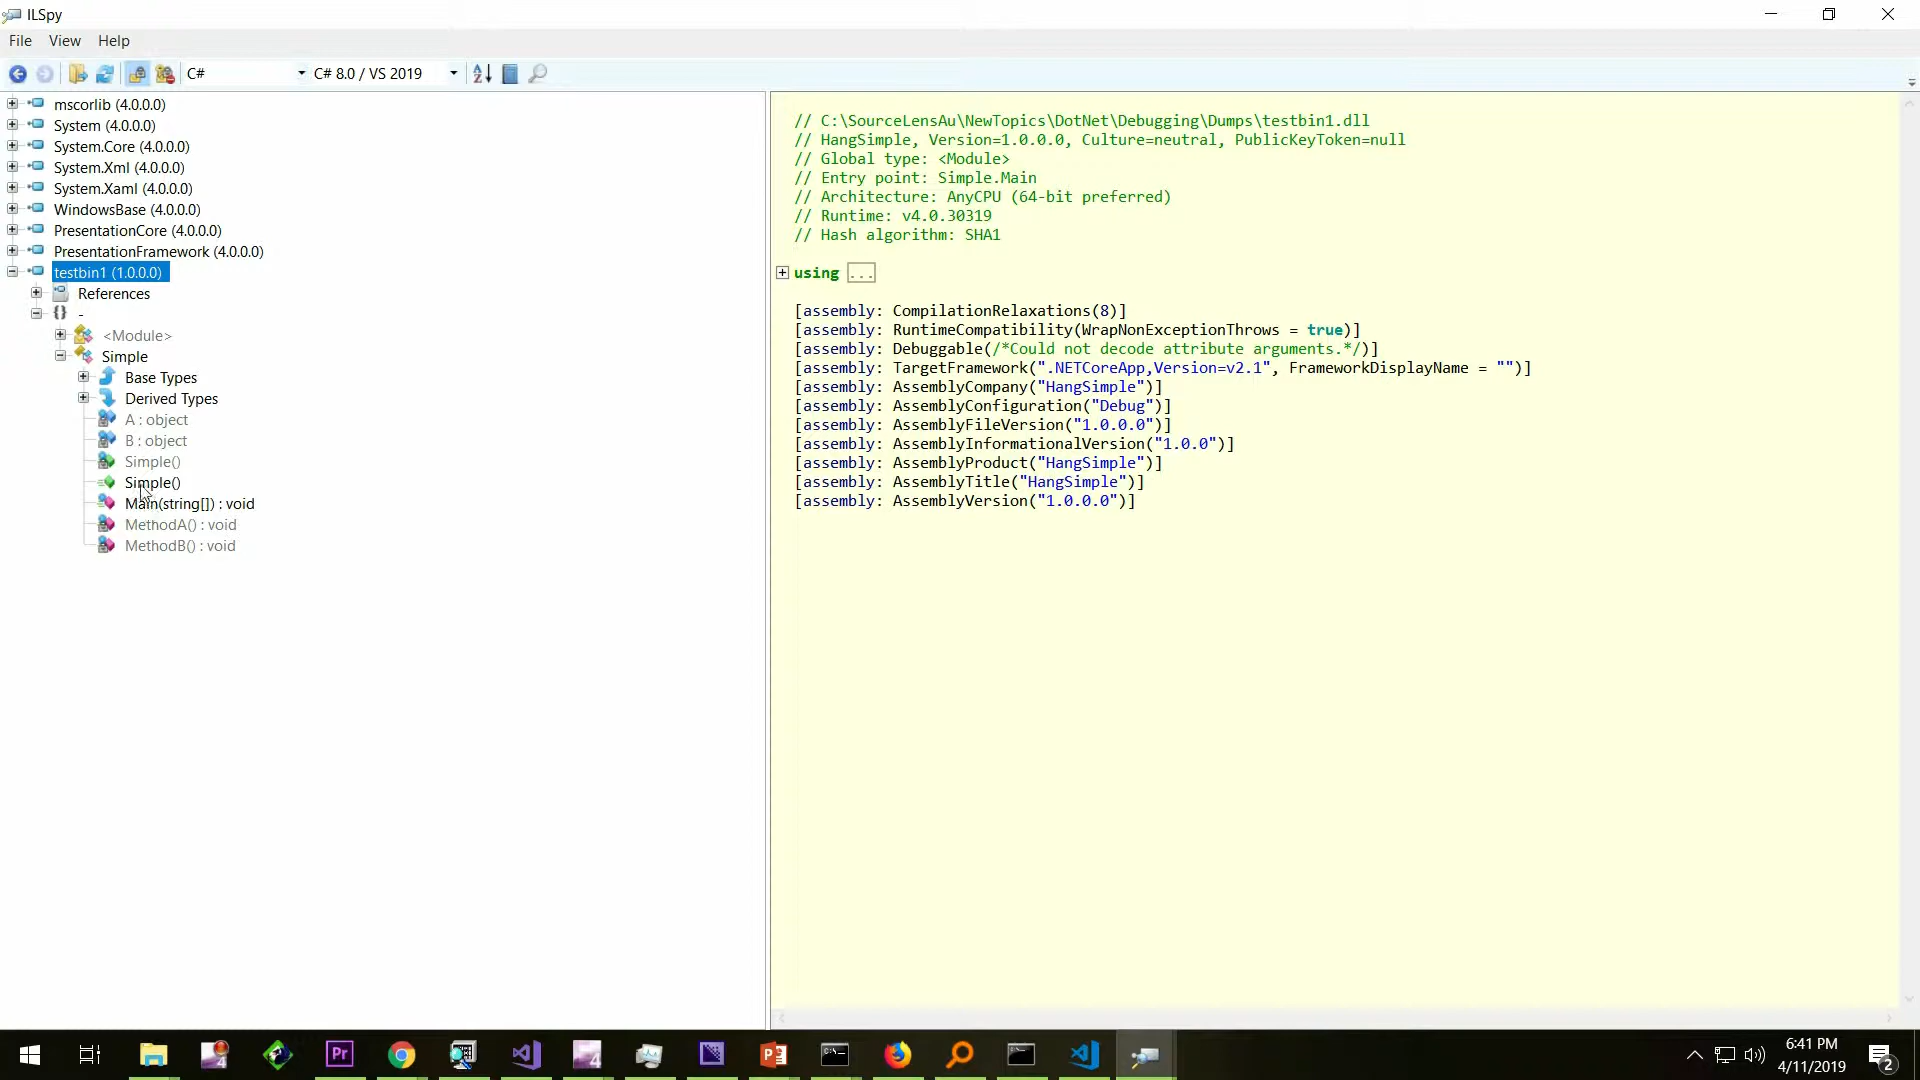 ILSpy
File View Help
C# C# 8.0 / VS 2019
mscorlib (4.0.0.0)
System (4.0.0.0)
System.Core (4.0.0.0)
System.Xml (4.0.0.0)
System.Xaml (4.0.0.0)
WindowsBase (4.0.0.0)
PresentationCore (4.0.0.0)
PresentationFramework (4.0.0.0)
testbin1 (1.0.0.0)
References
{} -
<Module>
Simple
Base Types
Derived Types
A : object
B : object
Simple()
Simple()
Main(string[]) : void
MethodA() : void
MethodB() : void
// C:\SourceLensAu\NewTopics\DotNet\Debugging\Dumps\testbin1.dll
// HangSimple, Version=1.0.0.0, Culture=neutral, PublicKeyToken=null
// Global type: <Module>
// Entry point: Simple.Main
// Architecture: AnyCPU (64-bit preferred)
// Runtime: v4.0.30319
// Hash algorithm: SHA1
using ...
[assembly: CompilationRelaxations(8)]
[assembly: RuntimeCompatibility(WrapNonExceptionThrows = true)]
[assembly: Debuggable(/*Could not decode attribute arguments.*/)]
[assembly: TargetFramework(".NETCoreApp,Version=v2.1", FrameworkDisplayName = "")]
[assembly: AssemblyCompany("HangSimple")]
[assembly: AssemblyConfiguration("Debug")]
[assembly: AssemblyFileVersion("1.0.0.0")]
[assembly: AssemblyInformationalVersion("1.0.0")]
[assembly: AssemblyProduct("HangSimple")]
[assembly: AssemblyTitle("HangSimple")]
[assembly: AssemblyVersion("1.0.0.0")]
4 Pr 4 P
6:41 PM
4/11/2019
2